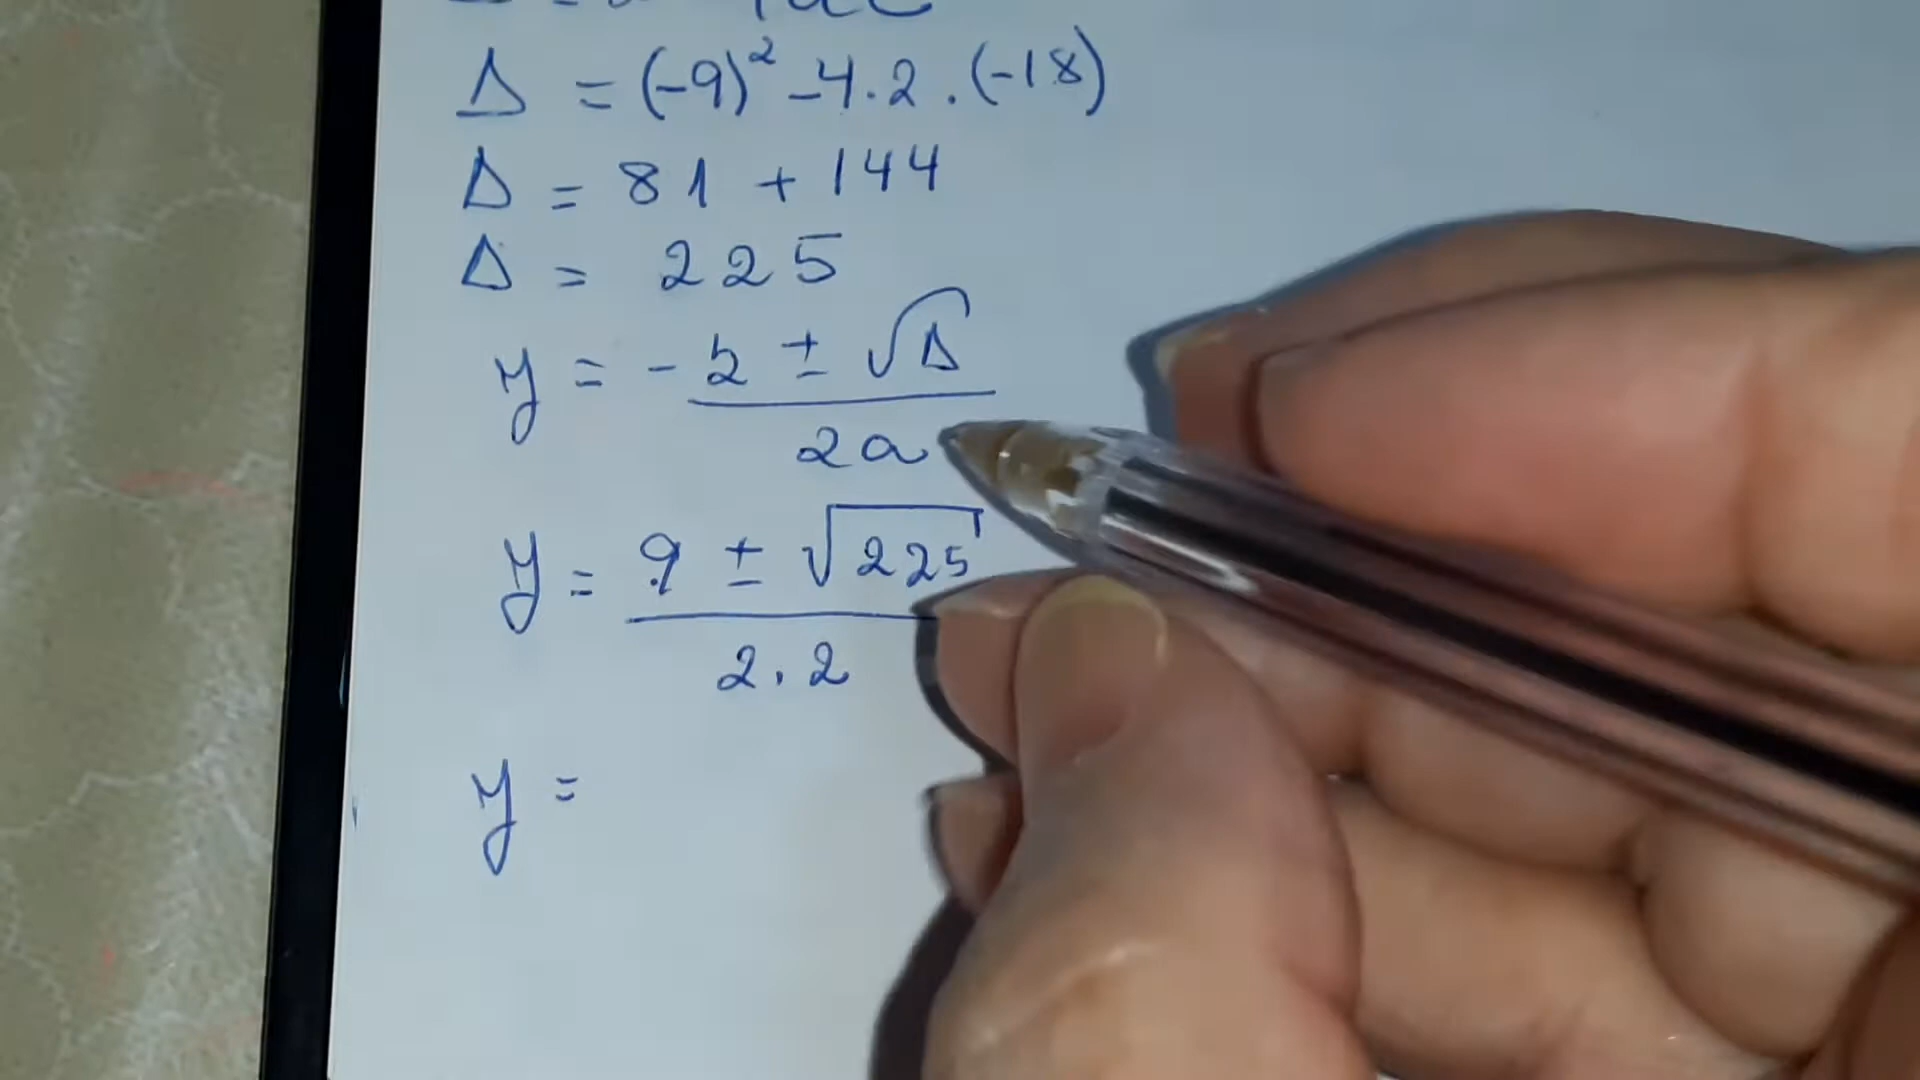 Δ = (-9)² - 4 . 2 . (-18)
Δ = 81 + 144
Δ = 225
y = -b ± √Δ
2a
y = 9 ± √225
2 . 2
y =